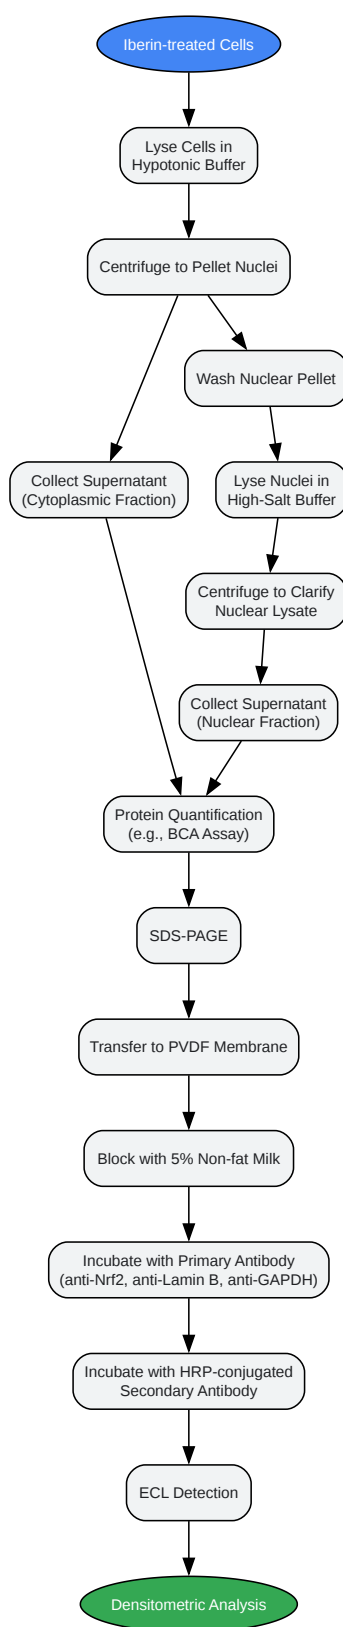 Iberin-treated Cells
Lyse Cells in
Hypotonic Buffer
Centrifuge to Pellet Nuclei
Wash Nuclear Pellet
Collect Supernatant
(Cytoplasmic Fraction)
Lyse Nuclei in
High-Salt Buffer
Centrifuge to Clarify
Nuclear Lysate
Collect Supernatant
(Nuclear Fraction)
Protein Quantification
(e.g., BCA Assay)
SDS-PAGE
Transfer to PVDF Membrane
Block with 5% Non-fat Milk
Incubate with Primary Antibody
(anti-Nrf2, anti-Lamin B, anti-GAPDH)
Incubate with HRP-conjugated
Secondary Antibody
ECL Detection
Densitometric Analysis